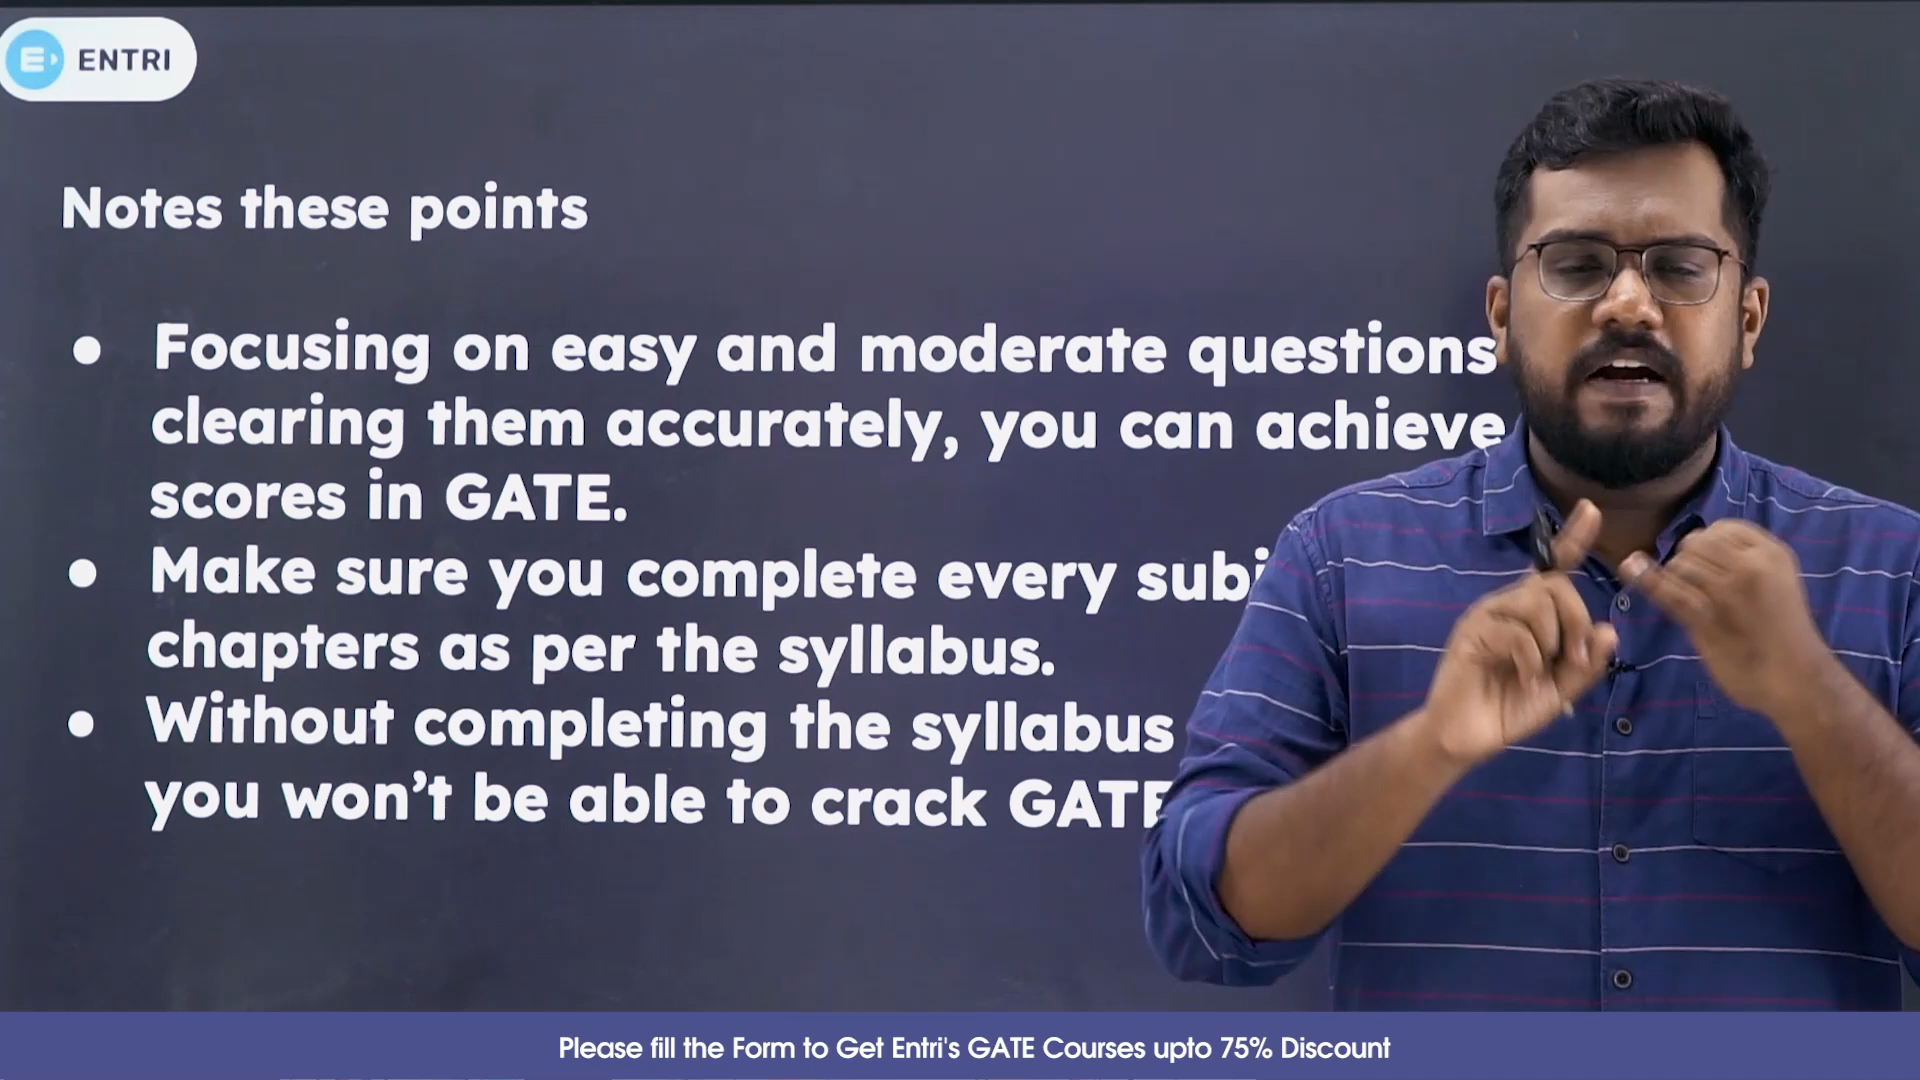 ENTRI
Notes these points
• Focusing on easy and moderate questions
clearing them accurately, you can achieve
scores in GATE.
• Make sure you complete every
chapters as per the syllabus.
• Without completing the syllabus
you won't be able to crack GATE
Please fill the Form to Get Entri's GATE Courses upto 75% Discount